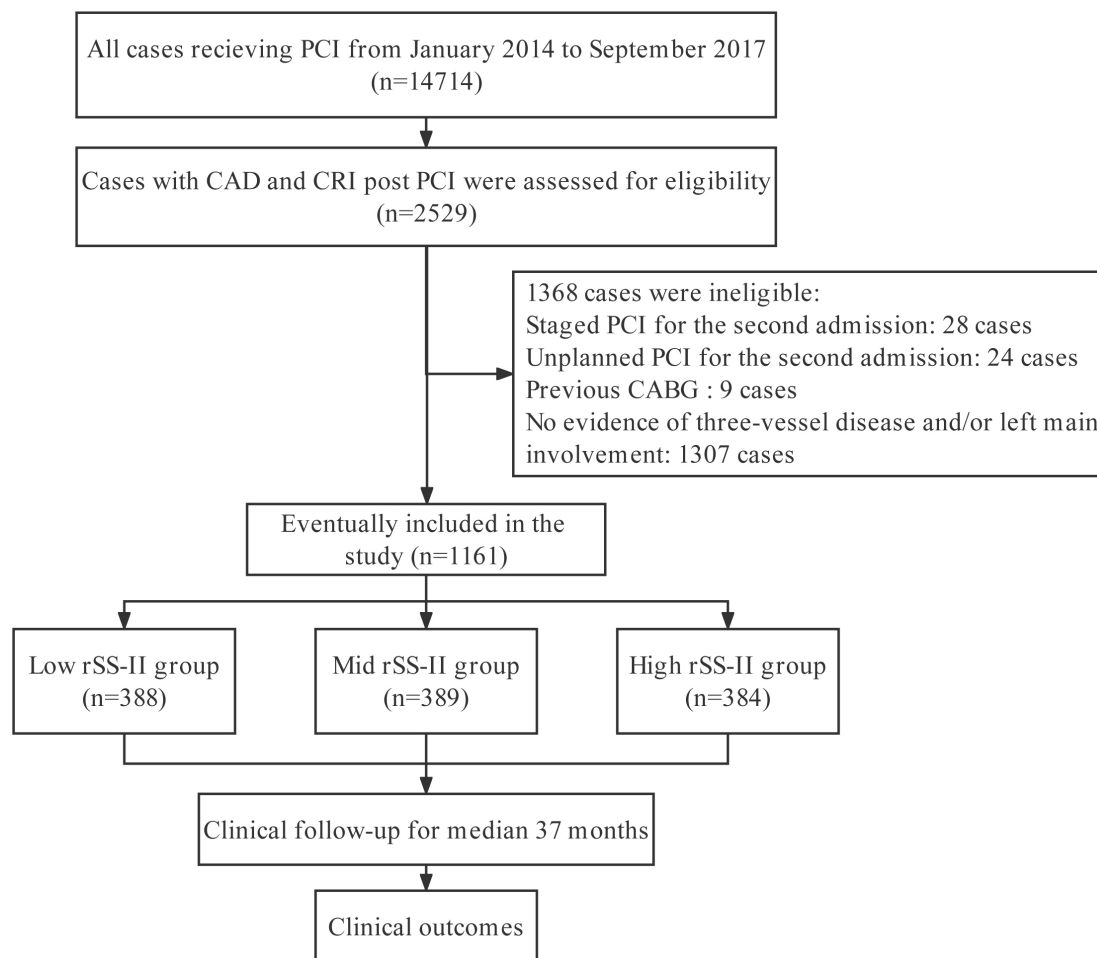 All cases recieving PCI from January 2014 to September 2017
(n=14714)
Cases with CAD and CRI post PCI were assessed for eligibility
(n=2529)
1368 cases were ineligible:
Staged PCI for the second admission: 28 cases
Unplanned PCI for the second admission: 24 cases
Previous CABG : 9 cases
No evidence of three-vessel disease and/or left main
involvement: 1307 cases
Eventually included in the
study (n=1161)
Low rSS-II group
(n=388)
Mid rSS-II group
(n=389)
High rSS-II group
(n=384)
Clinical follow-up for median 37 months
Clinical outcomes